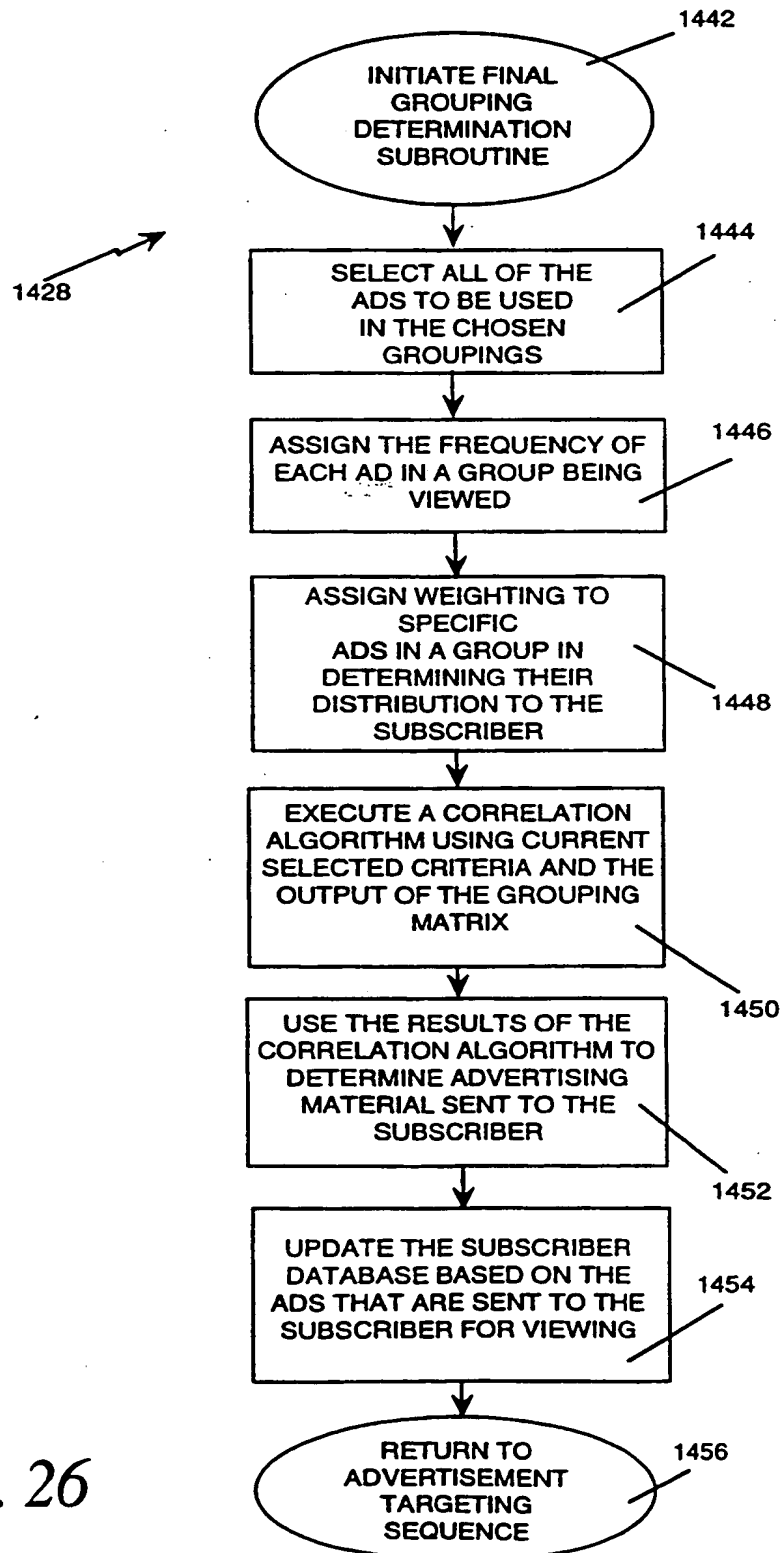 1442
INITIATE FINAL
GROUPING
DETERMINATION
SUBROUTINE
1428
1444
SELECT ALL OF THE
ADS TO BE USED
IN THE CHOSEN
GROUPINGS
1446
ASSIGN THE FREQUENCY OF
EACH AD IN A GROUP BEING
VIEWED
ASSIGN WEIGHTING TO
SPECIFIC
ADS IN A GROUP IN
DETERMINING THEIR
DISTRIBUTION TO THE
SUBSCRIBER
1448
EXECUTE A CORRELATION
ALGORITHM USING CURRENT
SELECTED CRITERIA AND THE
OUTPUT OF THE GROUPING
MATRIX
1450
USE THE RESULTS OF THE
CORRELATION ALGORITHM TO
DETERMINE ADVERTISING
MATERIAL SENT TO THE
SUBSCRIBER
1452
UPDATE THE SUBSCRIBER
DATABASE BASED ON THE
ADS THAT ARE SENT TO THE
SUBSCRIBER FOR VIEWING
1454
RETURN TO
ADVERTISEMENT
TARGETING
SEQUENCE
1456
. 26